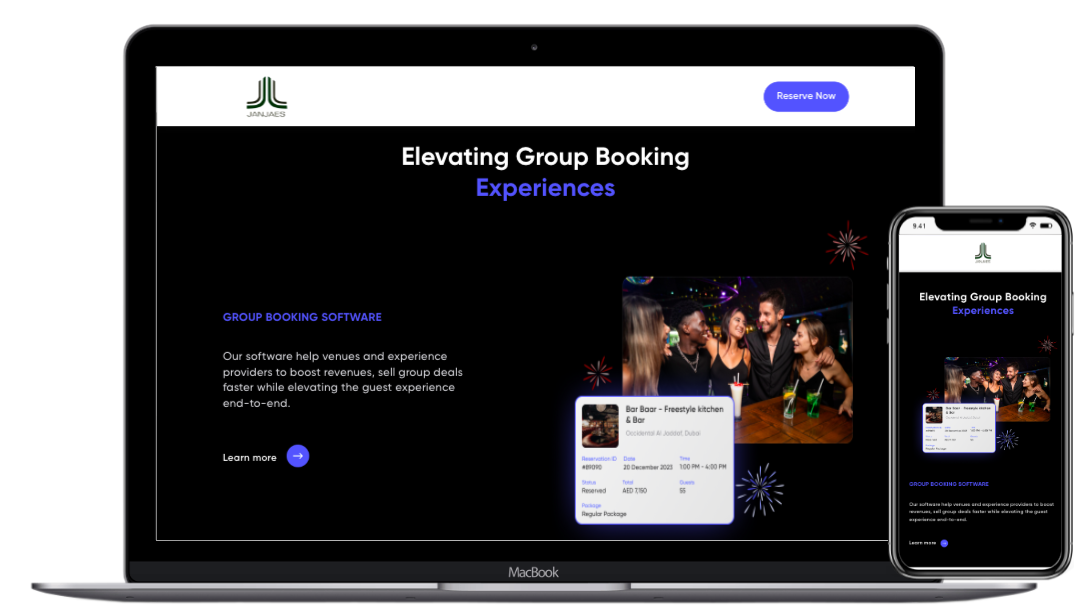 JANJAES
Reserve Now
Elevating Group Booking
Experiences
GROUP BOOKING SOFTWARE
Our software help venues and experience
providers to boost revenues, sell group deals
faster while elevating the guest experience
end-to-end.
Learn more
Bar Baar - Freestyle kitchen
& Bar
Occidental Al Jaddaf, Dubai
Reservation ID Date Time
#89090 20 December 2023 1:00 PM - 4:00 PM
Status Total Guests
Reserved AED 7,150 55
Package
Regular Package
MacBook
9:41
JANJAES
Elevating Group Booking
Experiences
Bar Baar - Freestyle kitchen
& Bar
GROUP BOOKING SOFTWARE
Our software help venues and experience providers to boost
revenues, sell group deals faster while elevating the guest
experience end-to-end.
Learn more